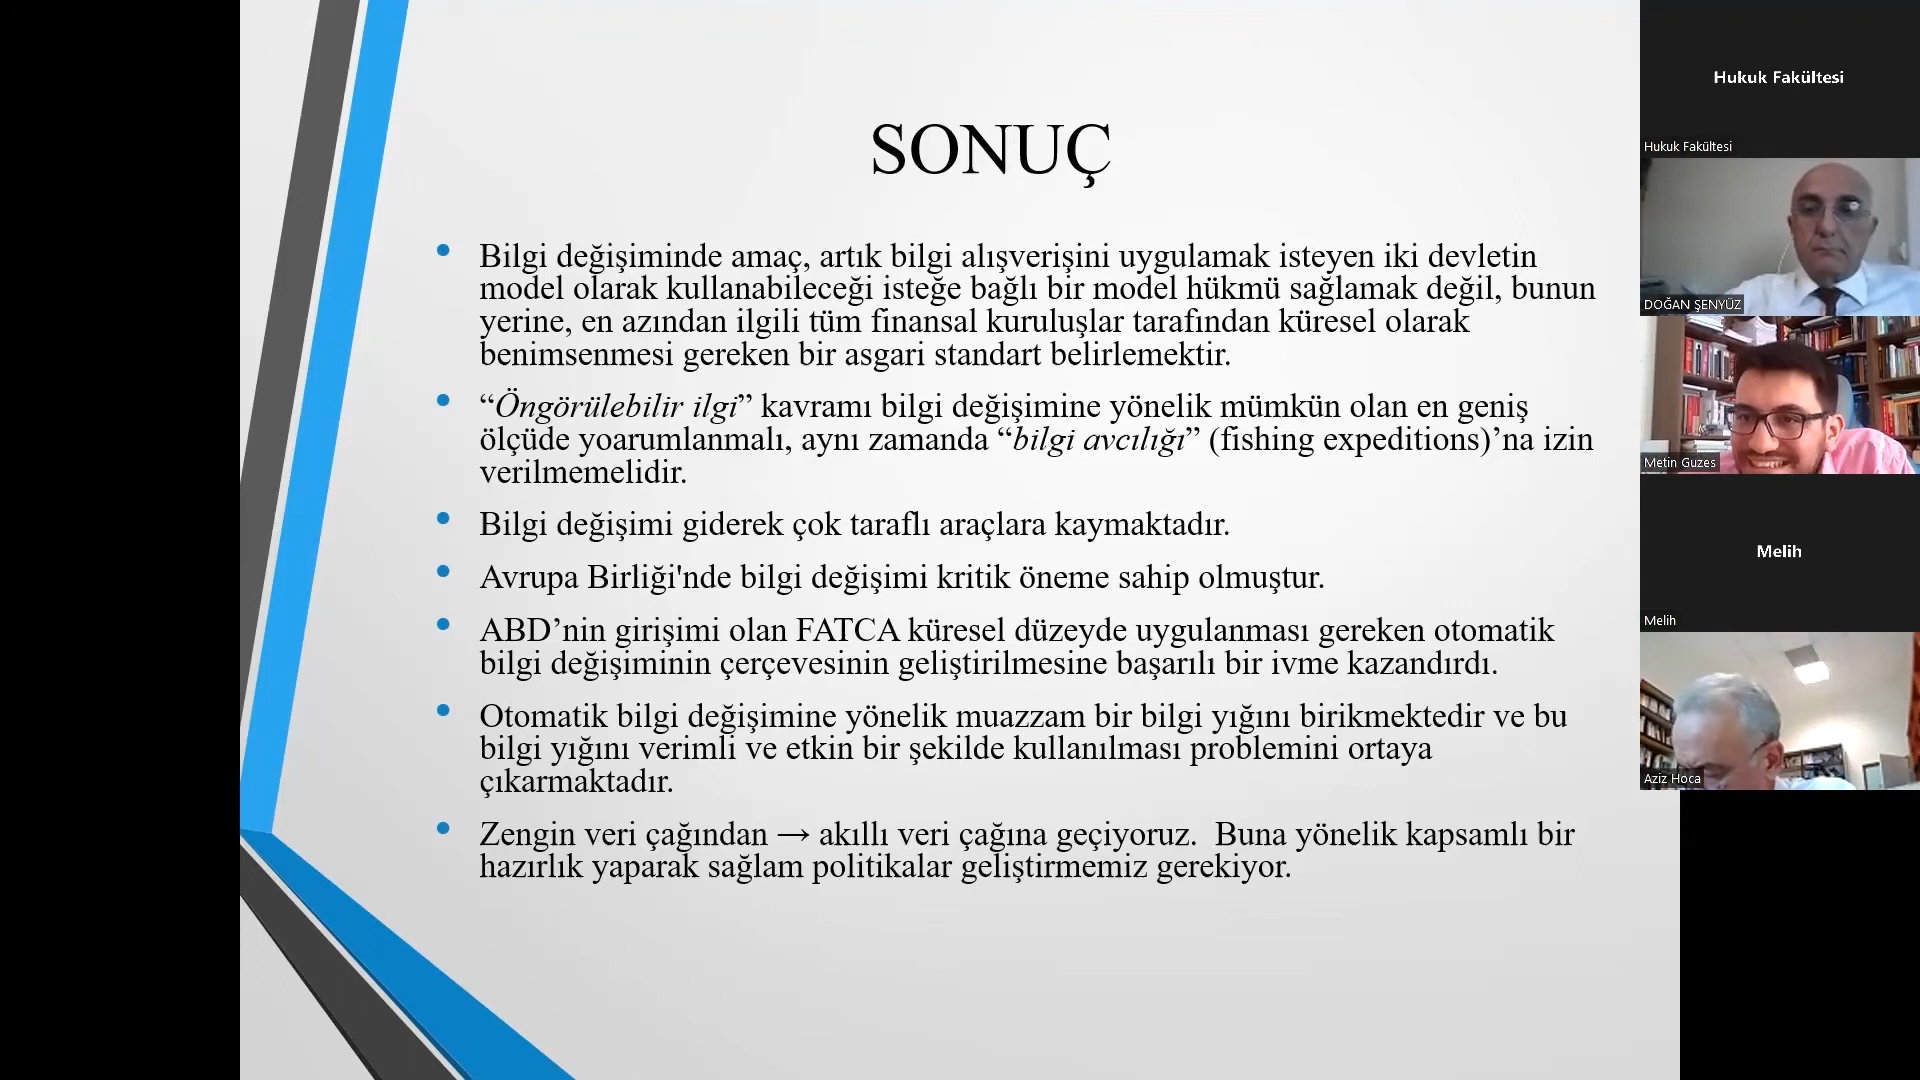 SONUÇ
Bilgi değişiminde amaç, artık bilgi alışverişini uygulamak isteyen iki devletin
model olarak kullanabileceği isteğe bağlı bir model hükmü sağlamak değil, bunun
yerine, en azından ilgili tüm finansal kuruluşlar tarafından küresel olarak
benimsenmesi gereken bir asgari standart belirlemektir.
“Öngörülebilir ilgi” kavramı bilgi değişimine yönelik mümkün olan en geniş
ölçüde yoarumlanmalı, aynı zamanda “bilgi avcılığı” (fishing expeditions)’na izin
verilmemelidir.
Bilgi değişimi giderek çok taraflı araçlara kaymaktadır.
Avrupa Birliği'nde bilgi değişimi kritik öneme sahip olmuştur.
ABD’nin girişimi olan FATCA küresel düzeyde uygulanması gereken otomatik
bilgi değişiminin çerçevesinin geliştirilmesine başarılı bir ivme kazandırdı.
Otomatik bilgi değişimine yönelik muazzam bir bilgi yığını birikmektedir ve bu
bilgi yığını verimli ve etkin bir şekilde kullanılması problemini ortaya
çıkarmaktadır.
Zengin veri çağından → akıllı veri çağına geçiyoruz. Buna yönelik kapsamlı bir
hazırlık yaparak sağlam politikalar geliştirmemiz gerekiyor.
Hukuk Fakültesi
Hukuk Fakültesi
DOĞAN ŞENYÜZ
Metin Guzes
Melih
Melih
Aziz Hoca